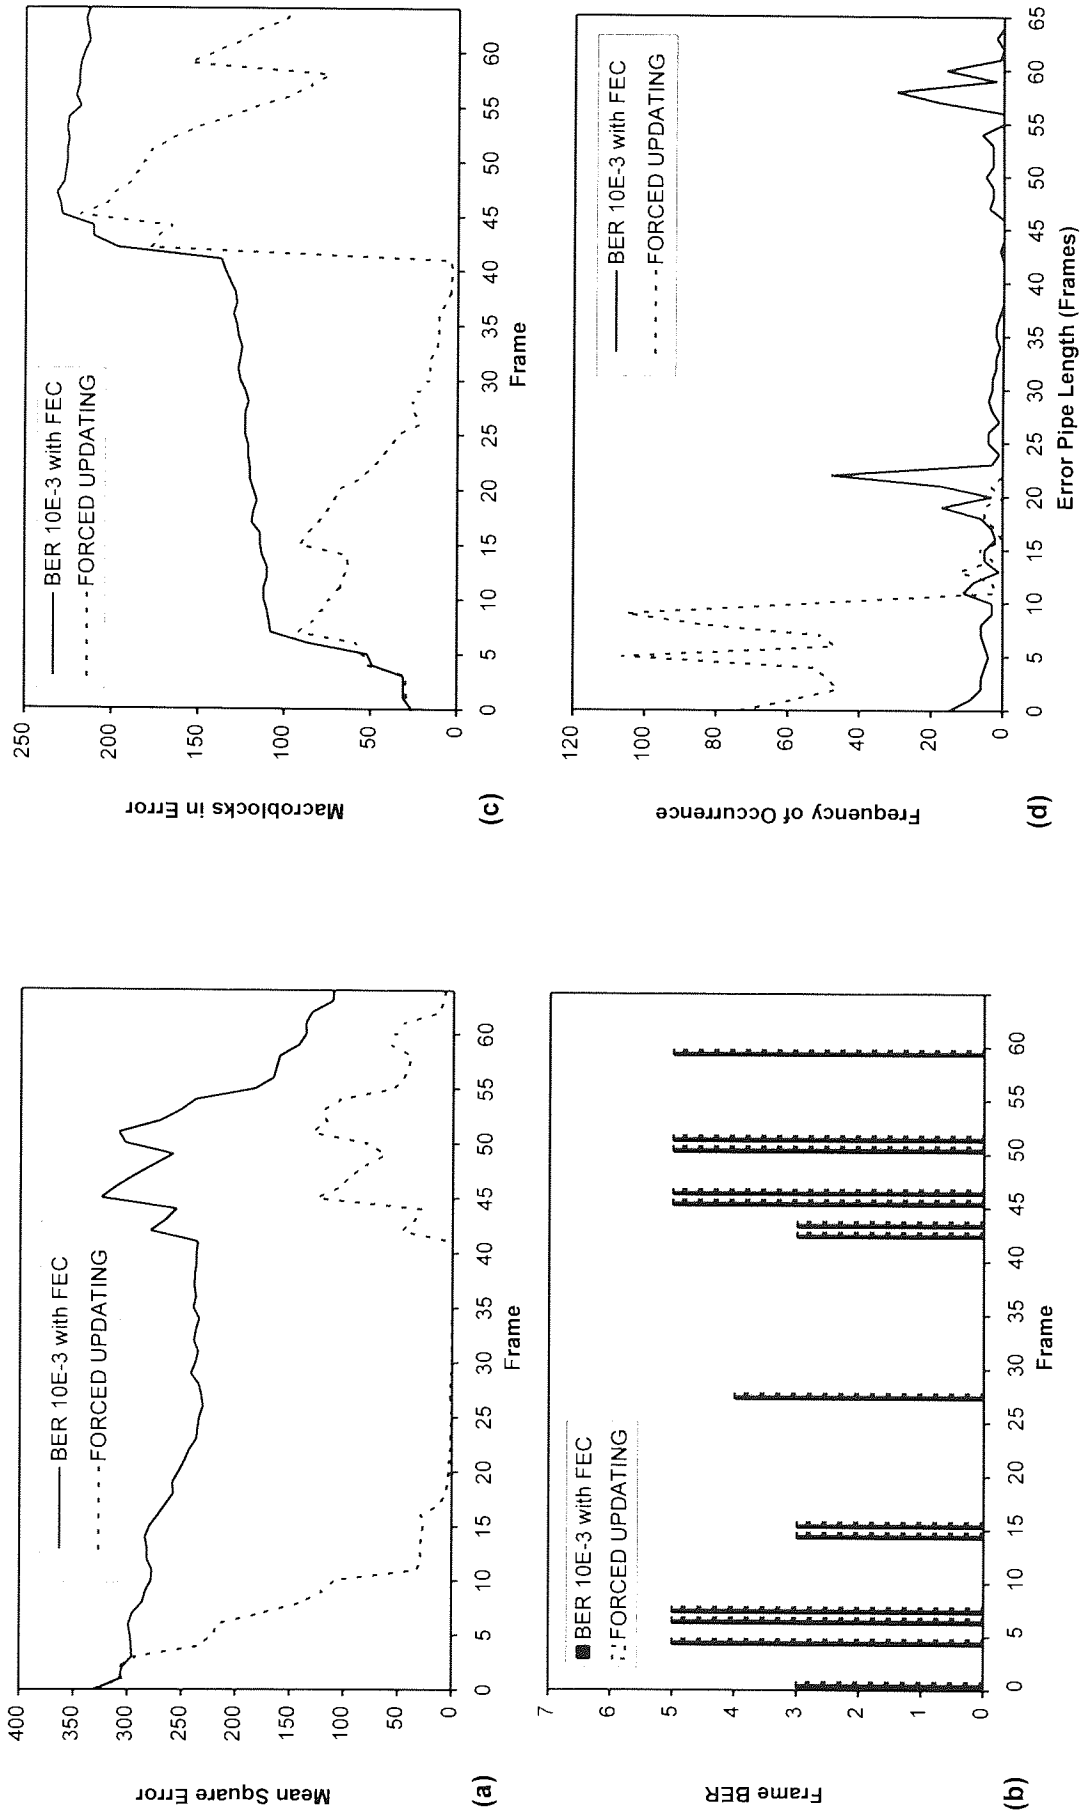 BER 10E-3 with FEC
FORCED UPDATING
Mean Square Error
400
350
300
250
200
150
100
50
0
0 5 10 15 20 25 30 35 40 45 50 55 60
Frame
(a)
BER 10E-3 with FEC
FORCED UPDATING
Frame BER
7
6
5
4
3
2
1
0
0 5 10 15 20 25 30 35 40 45 50 55 60
Frame
(b)
BER 10E-3 with FEC
FORCED UPDATING
Macroblocks in Error
250
200
150
100
50
0
0 5 10 15 20 25 30 35 40 45 50 55 60
Frame
(c)
BER 10E-3 with FEC
FORCED UPDATING
Frequency of Occurrence
120
100
80
60
40
20
0
0 5 10 15 20 25 30 35 40 45 50 55 60 65
Error Pipe Length (Frames)
(d)